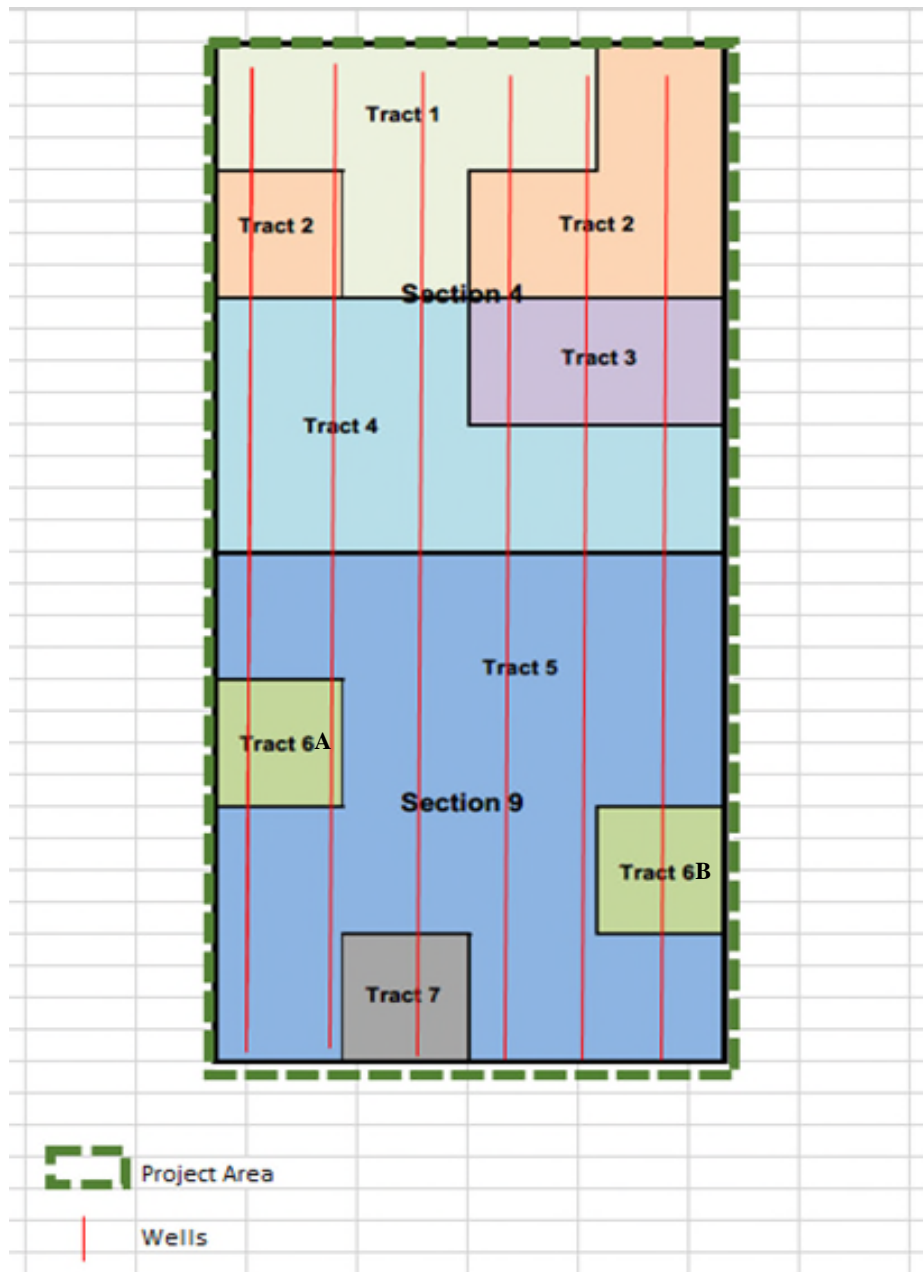 Tract 1
Tract 2
Tract 2
Section 4
Tract 3
Tract 4
Tract 5
Tract 6A
Section 9
Tract 6B
Tract 7
Project Area
Wells